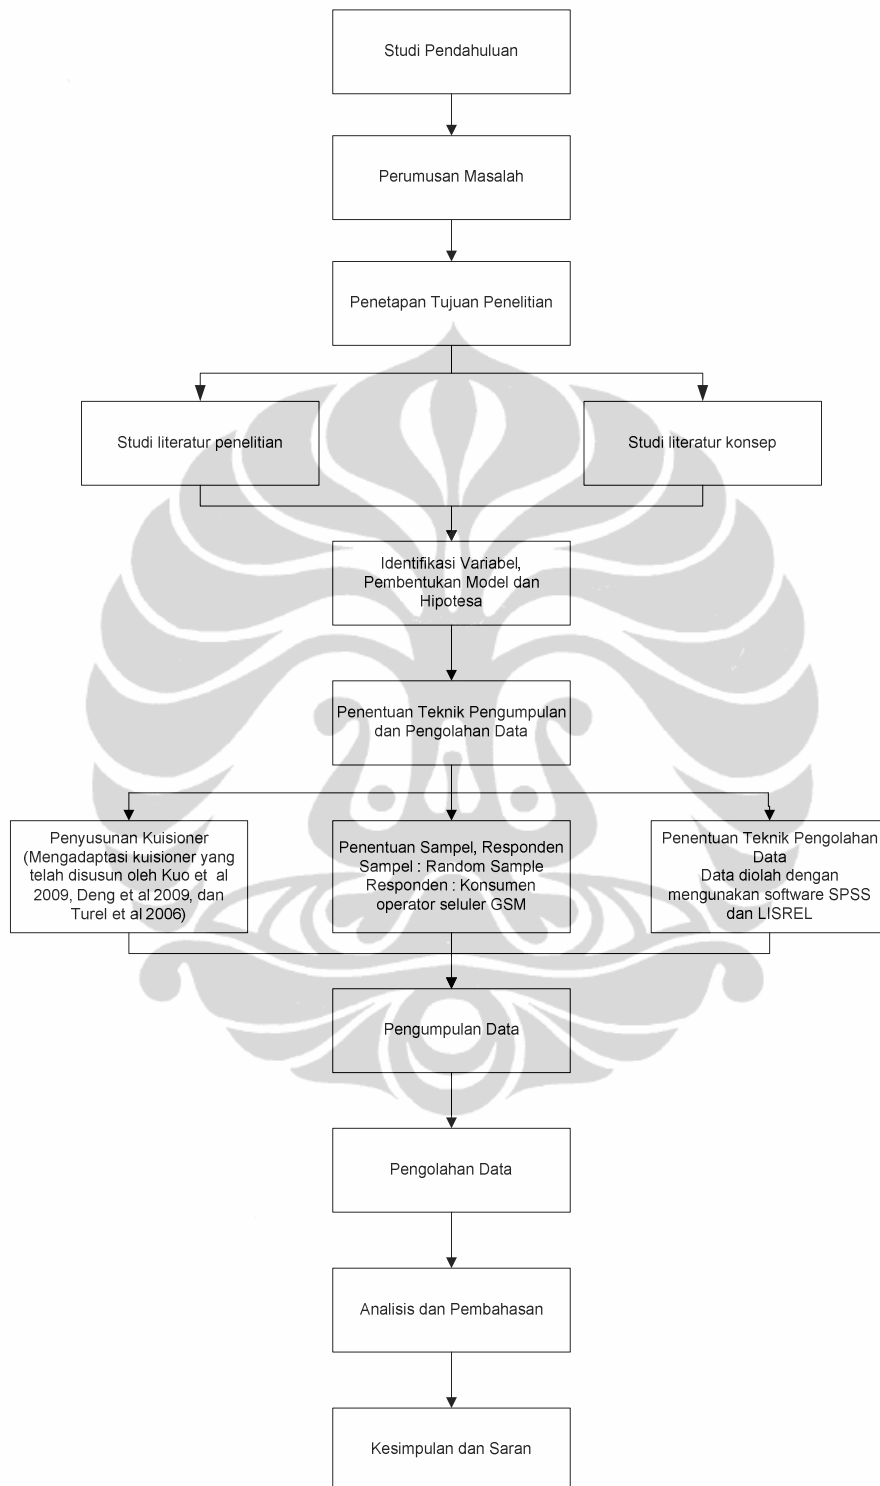 Studi Pendahuluan
Perumusan Masalah
Penetapan Tujuan Penelitian
Studi literatur penelitian
Studi literatur konsep
Identifikasi Variabel,
Pembentukan Model dan
Hipotesa
Penentuan Teknik Pengumpulan
dan Pengolahan Data
Penyusunan Kuisioner
(Mengadaptasi kuisioner yang
telah disusun oleh Kuo et al
2009, Deng et al 2009, dan
Turel et al 2006)
Penentuan Sampel, Responden
Sampel : Random Sample
Responden : Konsumen
operator seluler GSM
Penentuan Teknik Pengolahan
Data
Data diolah dengan
mengunakan software SPSS
dan LISREL
Pengumpulan Data
Pengolahan Data
Analisis dan Pembahasan
Kesimpulan dan Saran